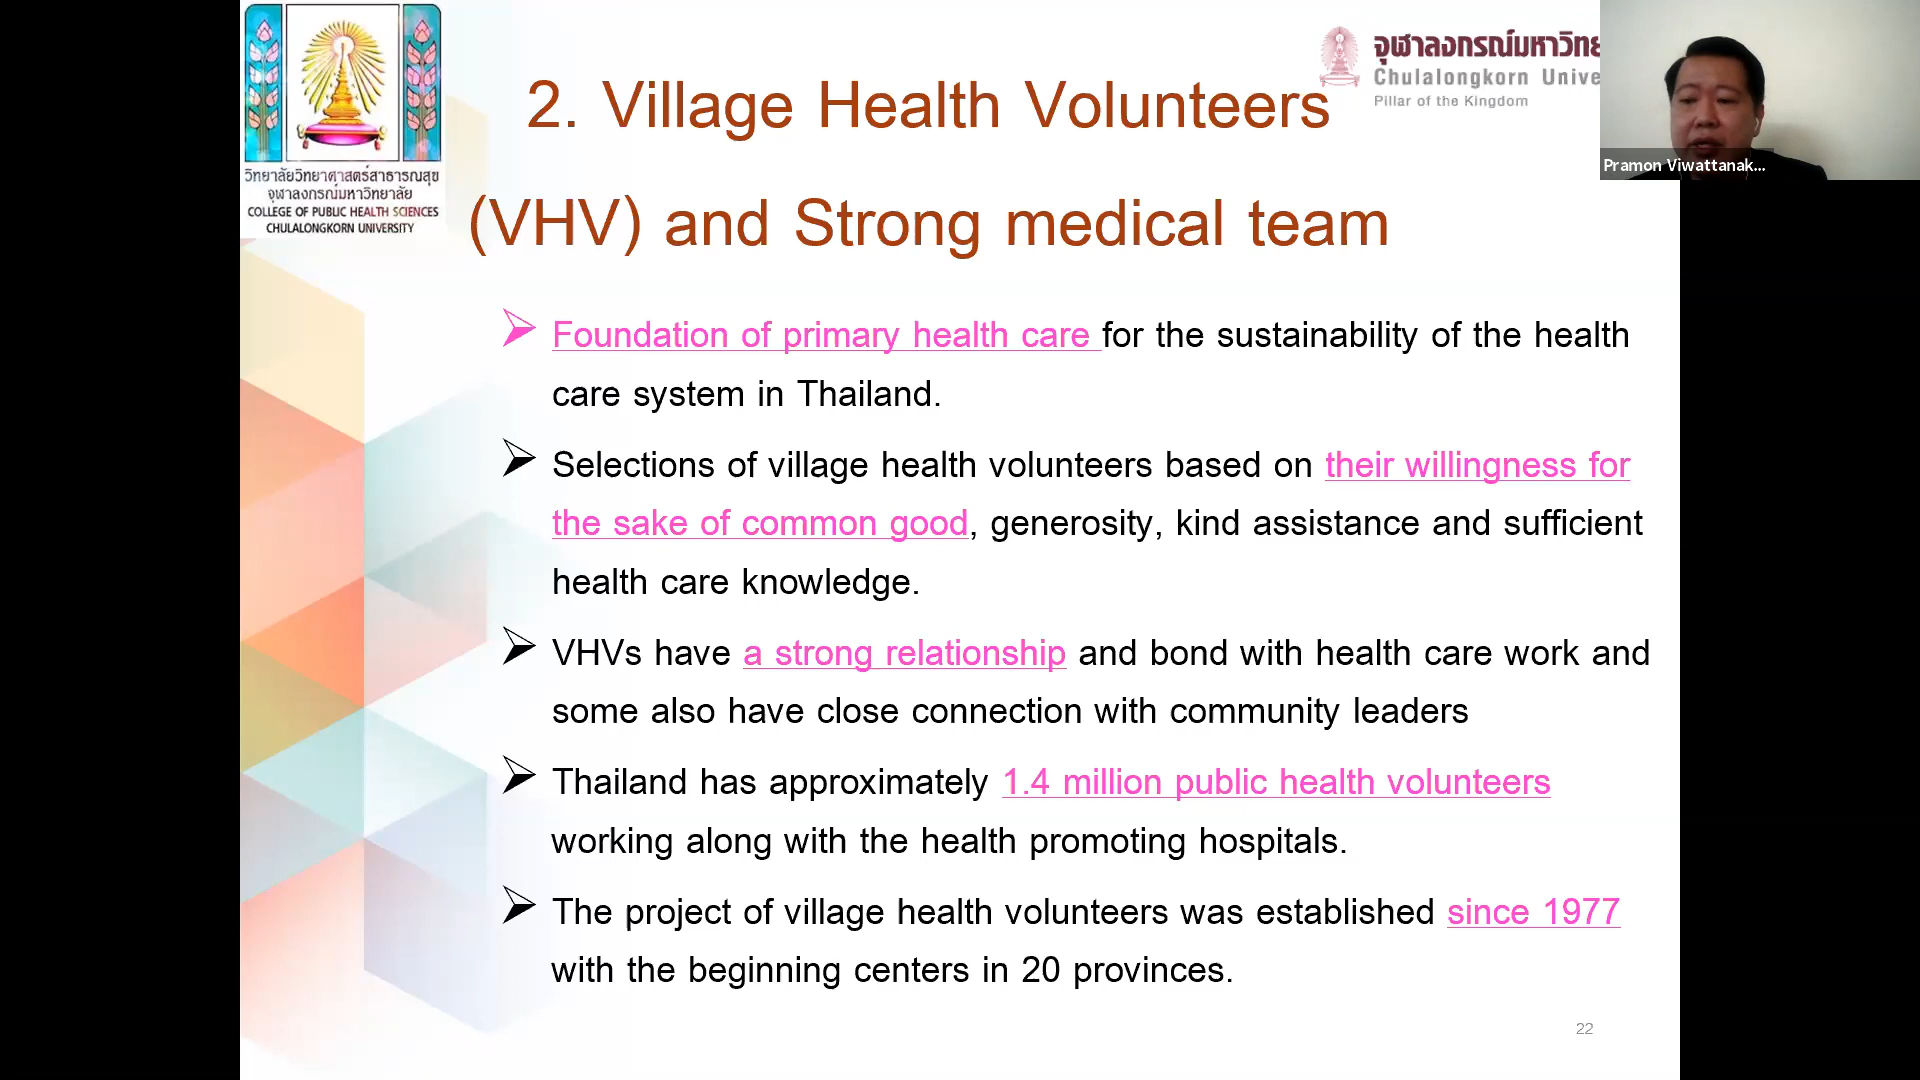 วิทยาลัยวิทยาศาสตร์สาธารณสุข
จุฬาลงกรณ์มหาวิทยาลัย
COLLEGE OF PUBLIC HEALTH SCIENCES
CHULALONGKORN UNIVERSITY
จุฬาลงกรณ์มหาวิทย
Chulalongkorn Unive
Pillar of the Kingdom
Pramon Viwattanak...
2. Village Health Volunteers
(VHV) and Strong medical team
➢ Foundation of primary health care for the sustainability of the health
care system in Thailand.
➢ Selections of village health volunteers based on their willingness for
the sake of common good, generosity, kind assistance and sufficient
health care knowledge.
➢ VHVs have a strong relationship and bond with health care work and
some also have close connection with community leaders
➢ Thailand has approximately 1.4 million public health volunteers
working along with the health promoting hospitals.
➢ The project of village health volunteers was established since 1977
with the beginning centers in 20 provinces.
22